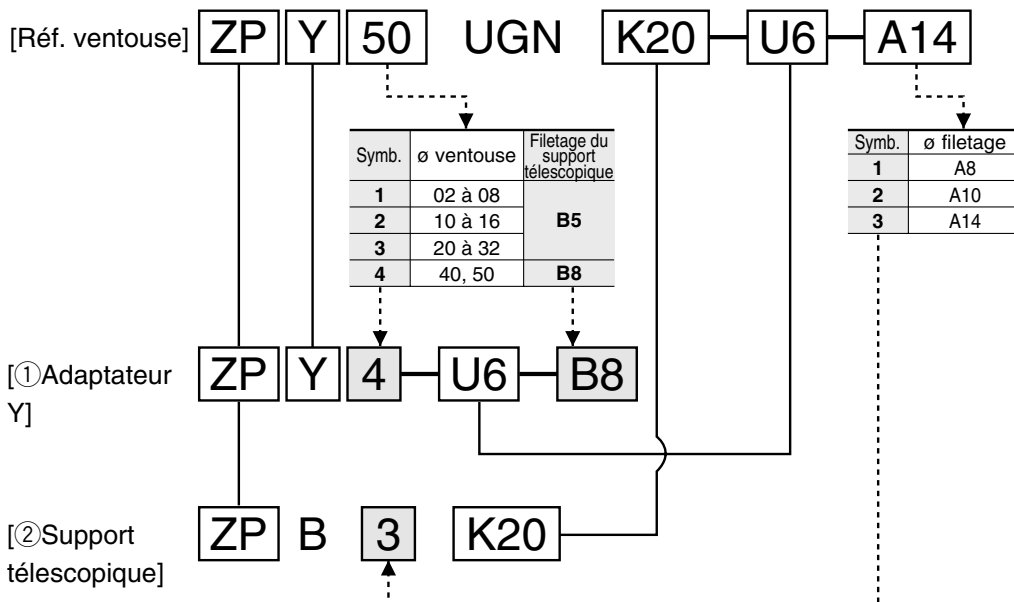 [Réf. ventouse] ZP Y 50 UGN K20 U6 A14
Symb. ø ventouse Filetage du support télescopique
1 02 à 08 B5
2 10 à 16
3 20 à 32
4 40, 50 B8
Symb. ø filetage
1 A8
2 A10
3 A14
[①Adaptateur Y] ZP Y 4 U6 B8
[②Support télescopique] ZP B 3 K20